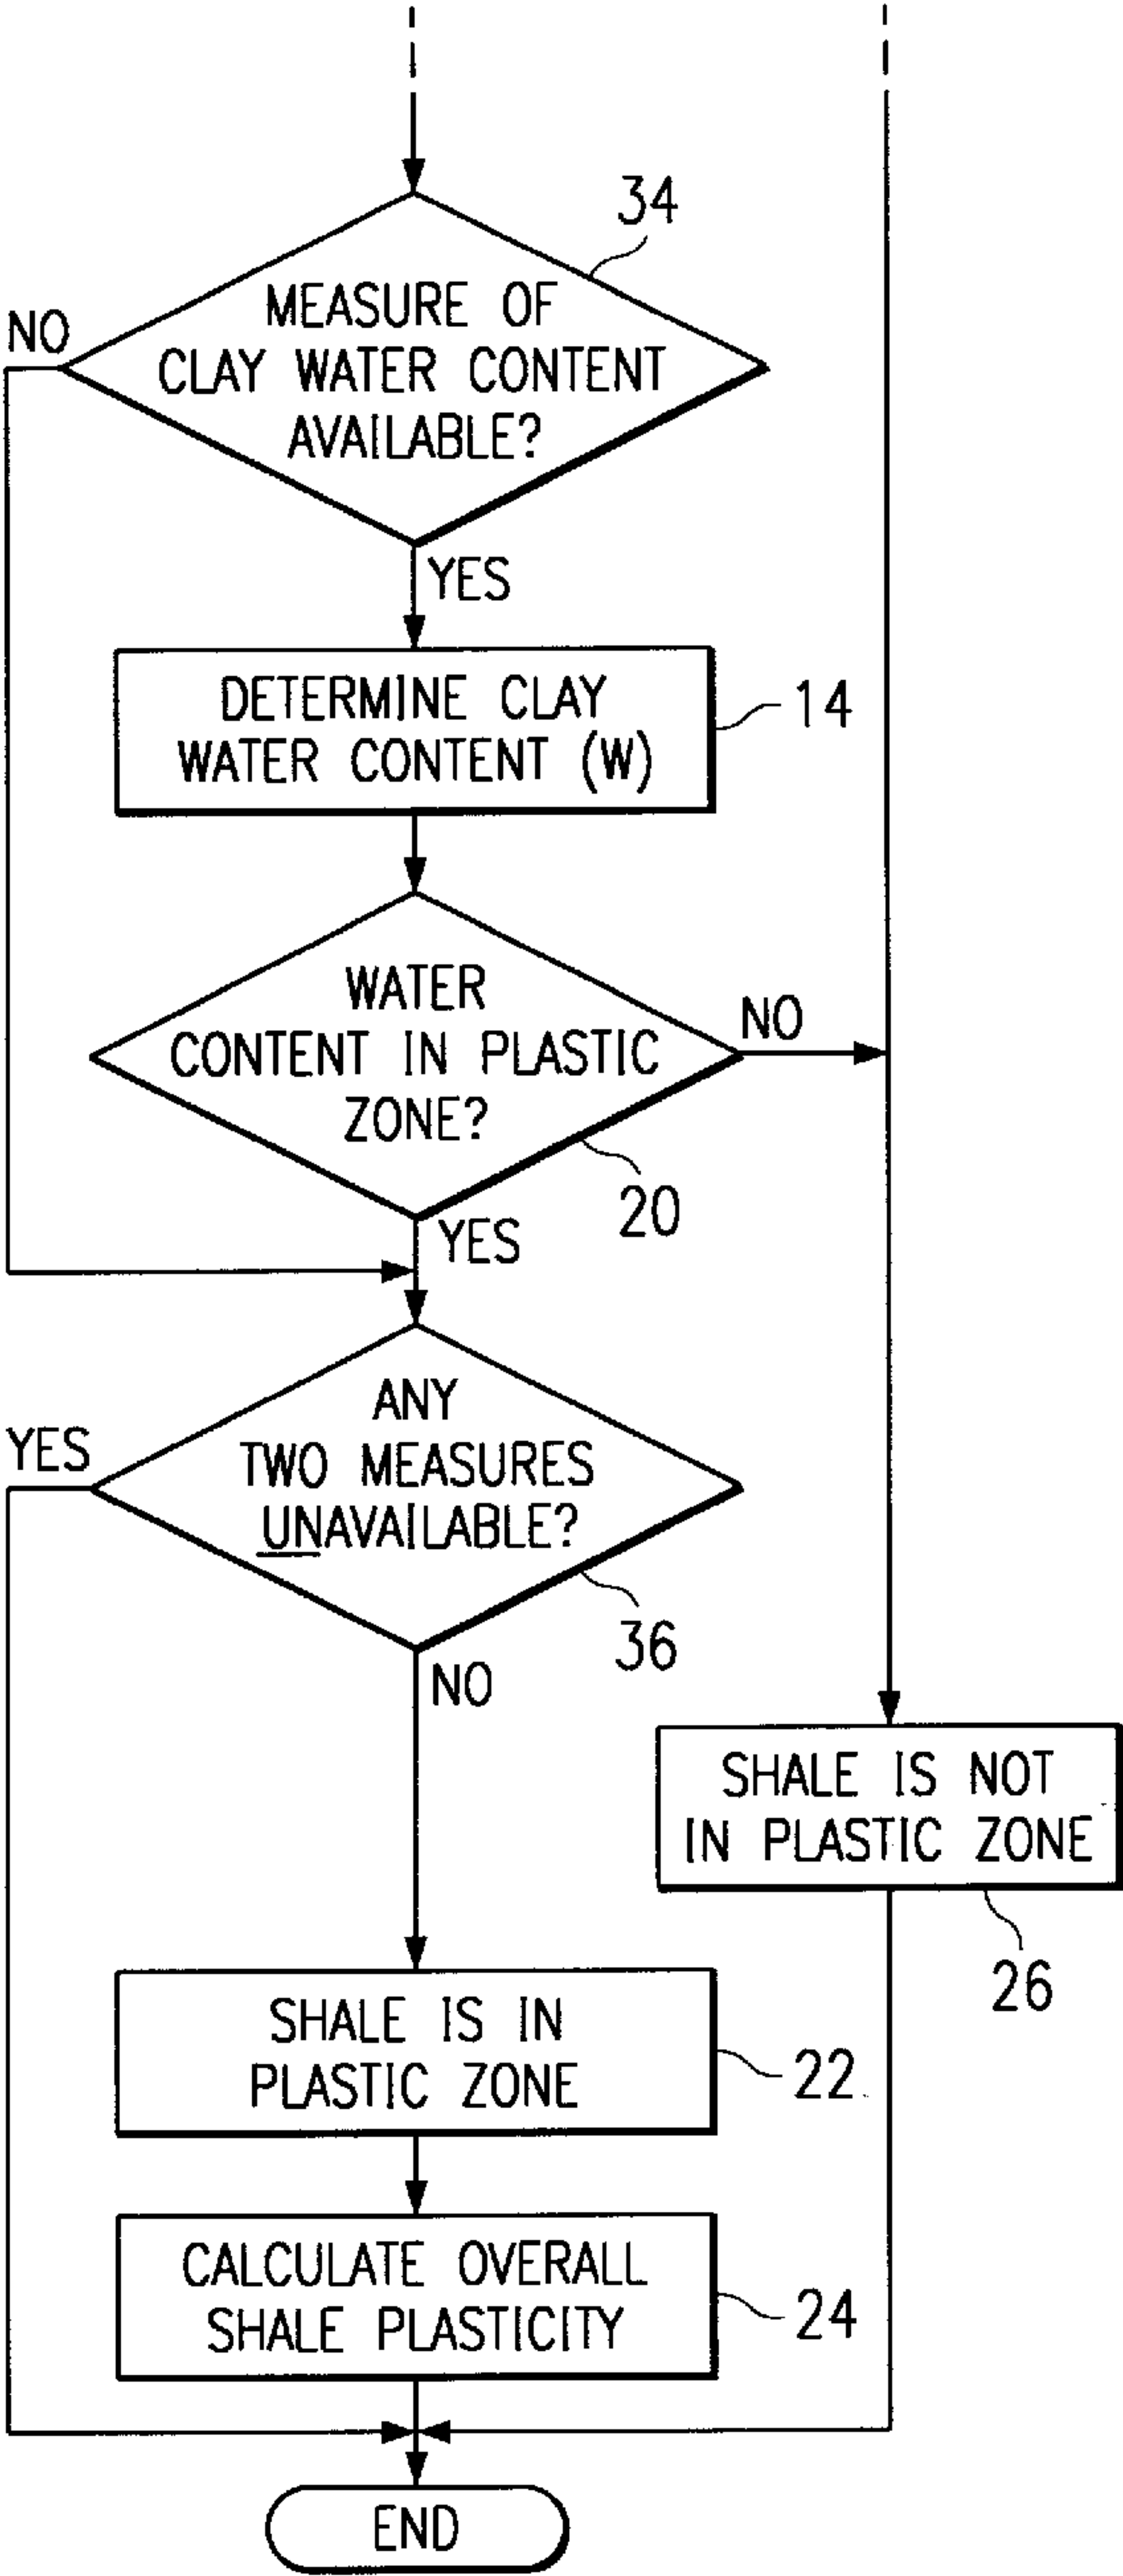 34
MEASURE OF
NO
CLAY WATER CONTENT
AVAILABLE?
YES
DETERMINE CLAY
WATER CONTENT (W)
14
WATER
CONTENT IN PLASTIC
ZONE?
NO
20
YES
ANY
TWO MEASURES
UNAVAILABLE?
YES
36
NO
SHALE IS NOT
IN PLASTIC ZONE
26
SHALE IS IN
PLASTIC ZONE
22
CALCULATE OVERALL
SHALE PLASTICITY
24
END